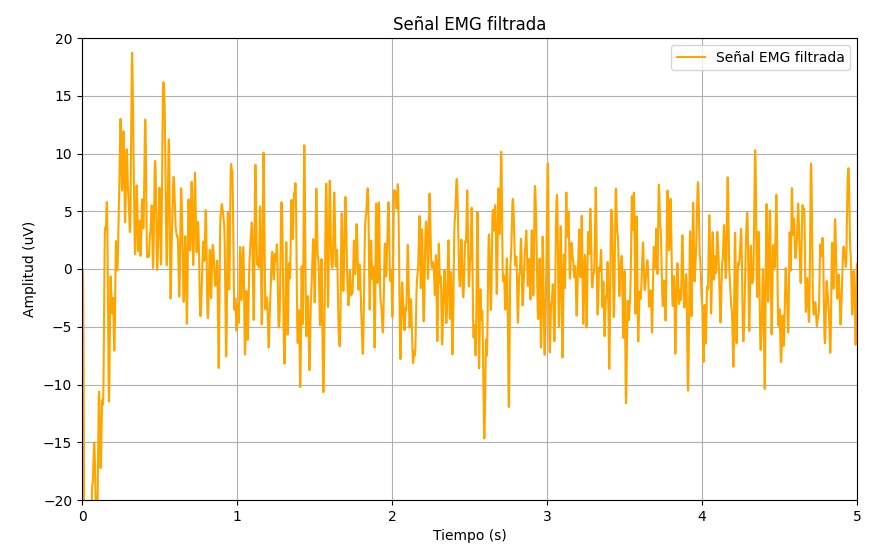 Señal EMG filtrada
Señal EMG filtrada
Amplitud (uV)
20
15
10
5
0
−5
−10
−15
−20
0 1 2 3 4 5
Tiempo (s)